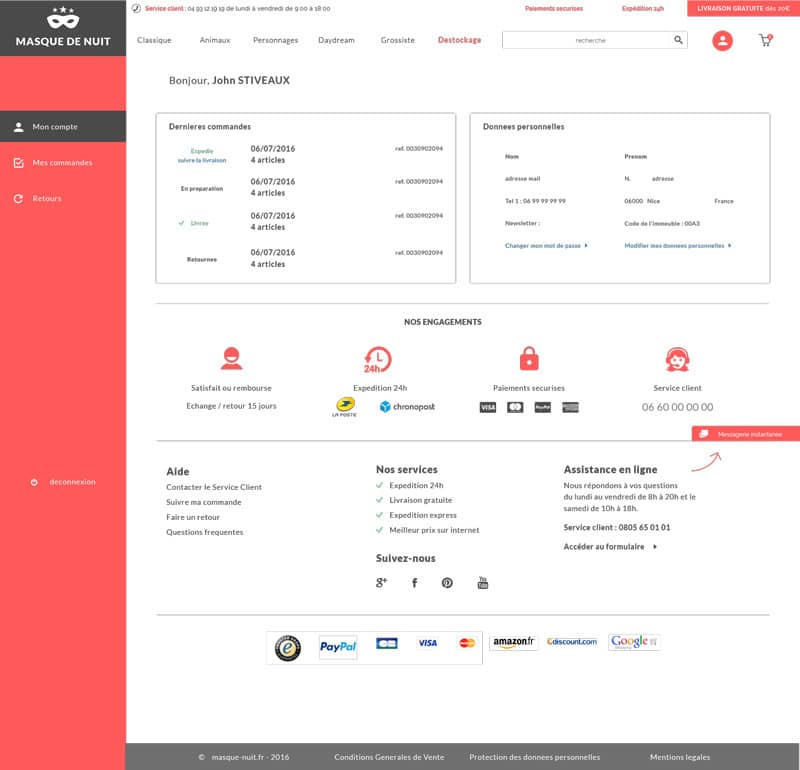 MASQUE DE NUIT
Service client : 04 93 12 19 19 de lundi à vendredi de 9 00 à 18 00
Paiements securises
Expédition 24h
LIVRAISON GRATUITE dès 20€
Classique
Animaux
Personnages
Daydream
Grossiste
Destockage
recherche
Mon compte
Mes commandes
Retours
deconnexion
Bonjour, John STIVEAUX
Dernieres commandes
Expedie
suivre la livraison
06/07/2016
4 articles
ref. 0030902094
En preparation
06/07/2016
4 articles
ref. 0030902094
Livree
06/07/2016
4 articles
ref. 0030902094
Retournee
06/07/2016
4 articles
ref. 0030902094
Donnees personnelles
Nom
Prenom
adresse mail
N. adresse
Tel 1 : 06 99 99 99 99
06000 Nice France
Newsletter :
Code de l'immeuble : 00A3
Changer mon mot de passe
Modifier mes donnees personnelles
NOS ENGAGEMENTS
24h
Satisfait ou rembourse
Expedition 24h
Paiements securises
Service client
Echange / retour 15 jours
LA POSTE
chronopost
VISA
06 60 00 00 00
Messagerie instantanee
Aide
Contacter le Service Client
Suivre ma commande
Faire un retour
Questions frequentes
Nos services
Expedition 24h
Livraison gratuite
Expedition express
Meilleur prix sur internet
Suivez-nous
g+
f
You Tube
Assistance en ligne
Nous répondons à vos questions
du lundi au vendredi de 8h à 20h et le
samedi de 10h à 18h.
Service client : 0805 65 01 01
Accéder au formulaire
PayPal
VISA
amazon.fr
Cdiscount.com
Google
Shopping
© masque-nuit.fr - 2016
Conditions Generales de Vente
Protection des donnees personnelles
Mentions legales